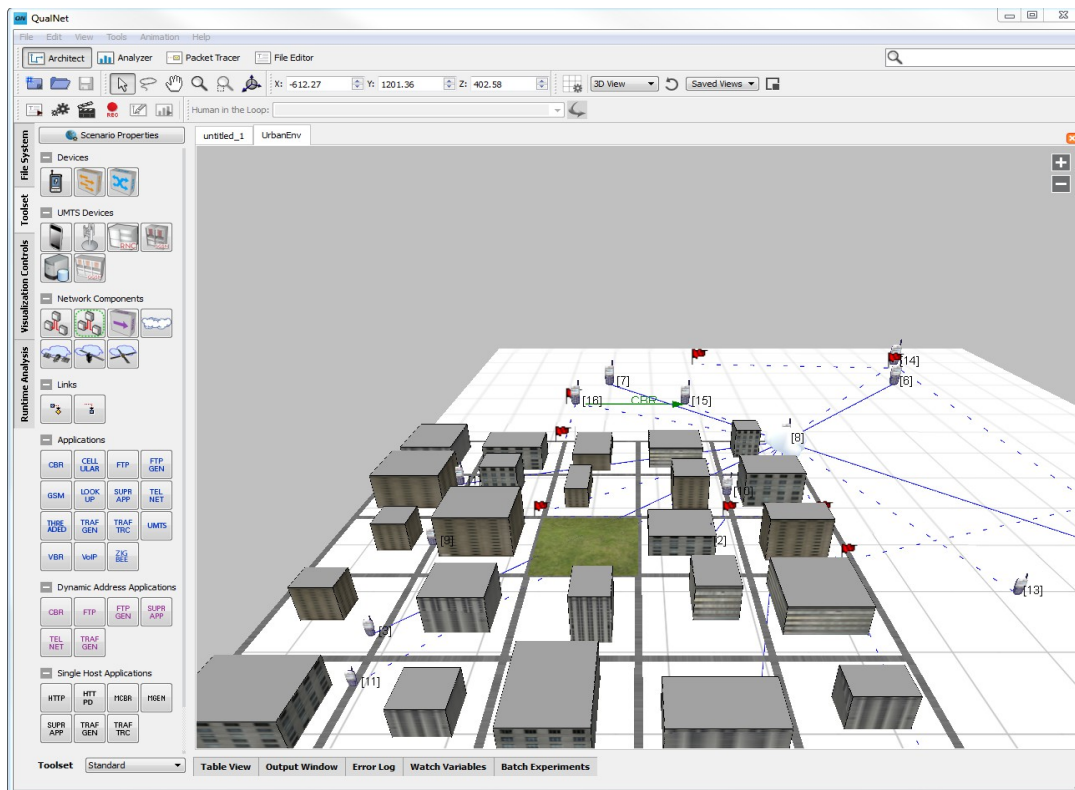 QualNet
File Edit View Tools Animation Help
Architect Analyzer Packet Tracer File Editor
X: -612.27 Y: 1201.36 Z: 402.58 3D View Saved Views
REC Human in the Loop:
File System
Toolset
Visualization Controls
Runtime Analysis
Scenario Properties
Devices
UMTS Devices
Network Components
Links
Applications
CBR CELL ULAR FTP FTP GEN
GSM LOOK UP SUPR APP TEL NET
THRE ADED TRAF GEN TRAF TRC UMTS
VBR VoIP ZIG BEE
Dynamic Address Applications
CBR FTP FTP GEN SUPR APP
TEL NET TRAF GEN
Single Host Applications
HTTP HTT PD MCBR MGEN
SUPR APP TRAF GEN TRAF TRC
Toolset Standard
untitled_1 UrbanEnv
[14]
[7] [6]
[16] CBR [15]
[8]
[10]
[9] [2]
[13]
[3]
[11]
Table View Output Window Error Log Watch Variables Batch Experiments